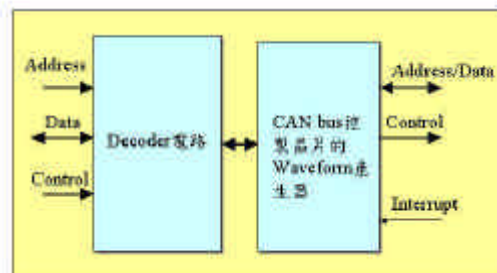 Address
Data
Control
Decoder電路
CAN bus控
製晶片的
Waveform產
生器
Address/Data
Control
Interrupt